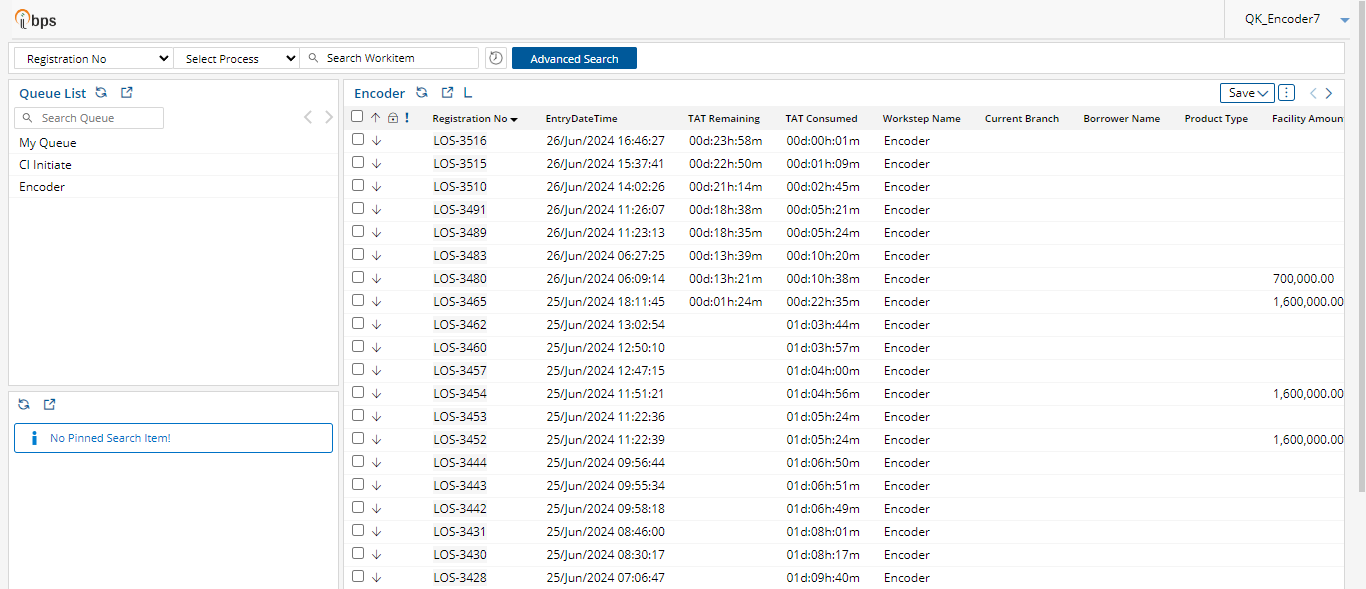 ibps
QK_Encoder7
Registration No Select Process Search Workitem Advanced Search
Queue List
Search Queue
My Queue
CI Initiate
Encoder
No Pinned Search Item!
Encoder L Save
! Registration No EntryDateTime TAT Remaining TAT Consumed Workstep Name Current Branch Borrower Name Product Type Facility Amoun
LOS-3516 26/Jun/2024 16:46:27 00d:23h:58m 00d:00h:01m Encoder
LOS-3515 26/Jun/2024 15:37:41 00d:22h:50m 00d:01h:09m Encoder
LOS-3510 26/Jun/2024 14:02:26 00d:21h:14m 00d:02h:45m Encoder
LOS-3491 26/Jun/2024 11:26:07 00d:18h:38m 00d:05h:21m Encoder
LOS-3489 26/Jun/2024 11:23:13 00d:18h:35m 00d:05h:24m Encoder
LOS-3483 26/Jun/2024 06:27:25 00d:13h:39m 00d:10h:20m Encoder
LOS-3480 26/Jun/2024 06:09:14 00d:13h:21m 00d:10h:38m Encoder 700,000.00
LOS-3465 25/Jun/2024 18:11:45 00d:01h:24m 00d:22h:35m Encoder 1,600,000.00
LOS-3462 25/Jun/2024 13:02:54 01d:03h:44m Encoder
LOS-3460 25/Jun/2024 12:50:10 01d:03h:57m Encoder
LOS-3457 25/Jun/2024 12:47:15 01d:04h:00m Encoder
LOS-3454 25/Jun/2024 11:51:21 01d:04h:56m Encoder 1,600,000.00
LOS-3453 25/Jun/2024 11:22:36 01d:05h:24m Encoder
LOS-3452 25/Jun/2024 11:22:39 01d:05h:24m Encoder 1,600,000.00
LOS-3444 25/Jun/2024 09:56:44 01d:06h:50m Encoder
LOS-3443 25/Jun/2024 09:55:34 01d:06h:51m Encoder
LOS-3442 25/Jun/2024 09:58:18 01d:06h:49m Encoder
LOS-3431 25/Jun/2024 08:46:00 01d:08h:01m Encoder
LOS-3430 25/Jun/2024 08:30:17 01d:08h:17m Encoder
LOS-3428 25/Jun/2024 07:06:47 01d:09h:40m Encoder